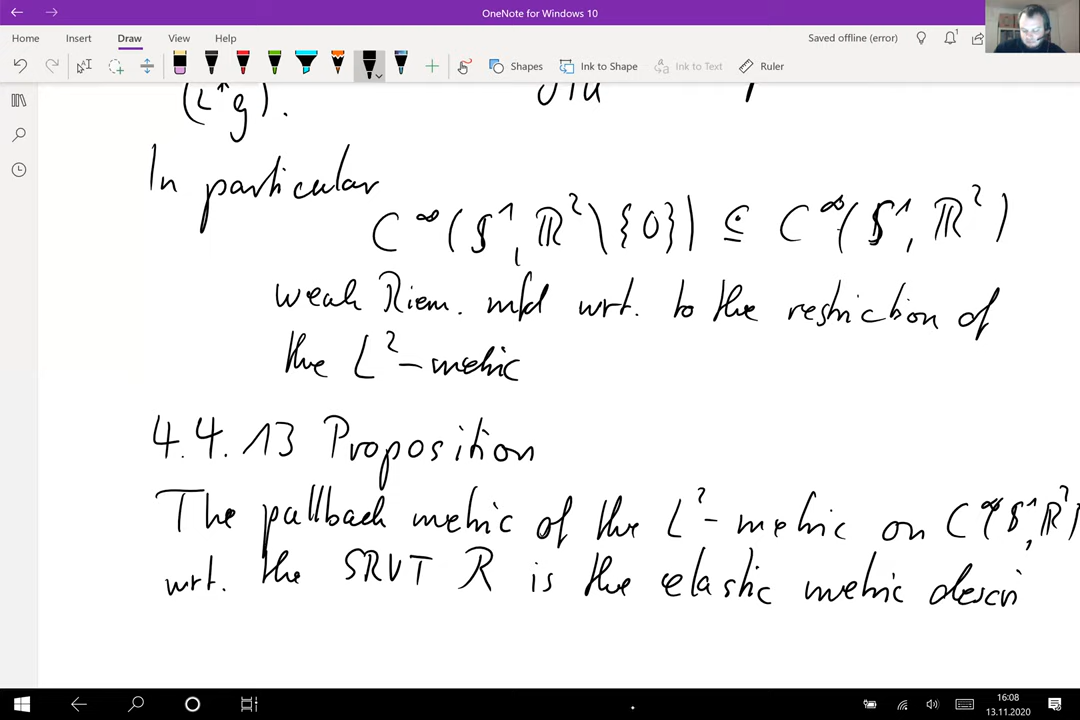 OneNote for Windows 10
Home Insert Draw View Help Saved offline (error)
Shapes Ink to Shape Ink to Text Ruler
(L^*g).
In particular
C^∞(S^1, ℝ^2\{0}) ⊆ C^∞(S^1, ℝ^2)
weak Riem. mfd wrt. to the restriction of
the L^2-metric
4.4.13 Proposition
The pullback metric of the L^2-metric on C^∞(S^1, ℝ^2)
wrt. the SRVT R is the elastic metric descri
16:08
13.11.2020